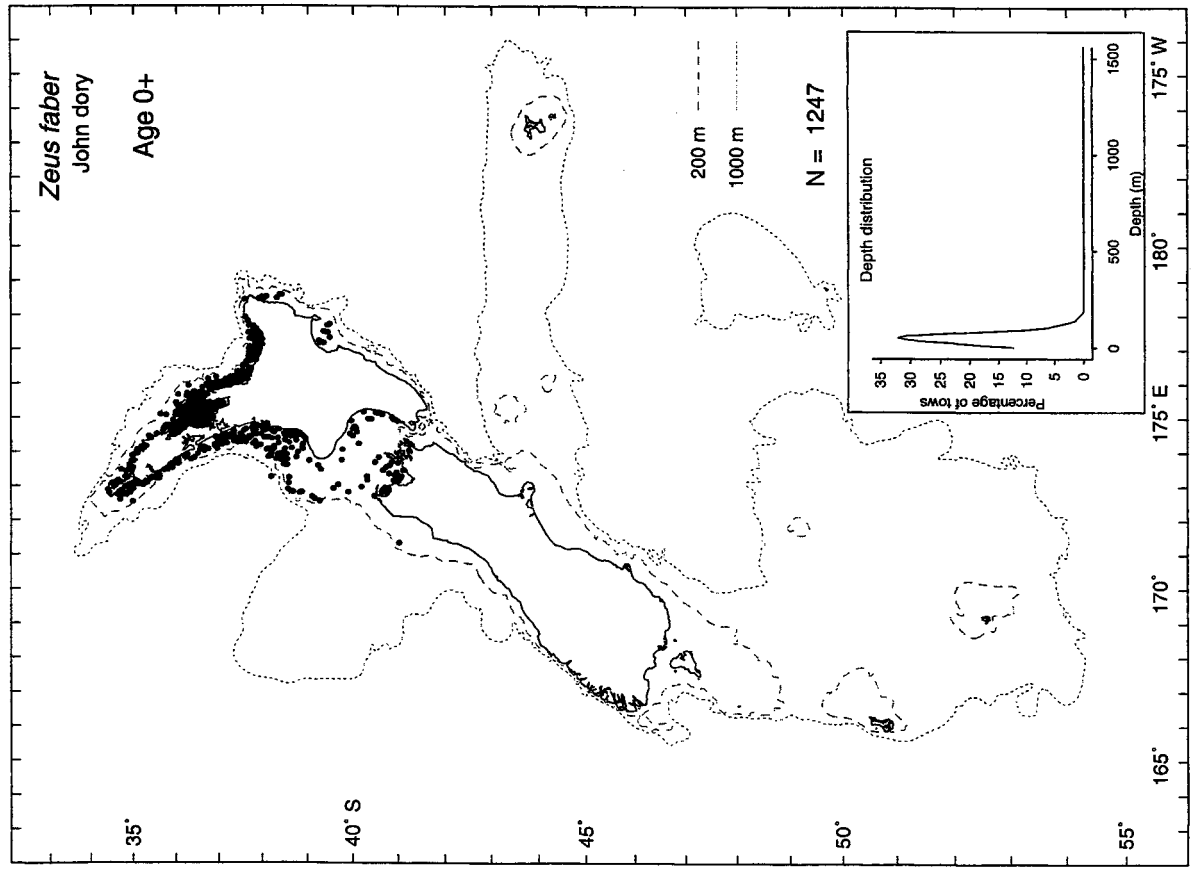 Zeus faber
John dory
Age 0+
200 m
1000 m
N = 1247
Depth distribution
Percentage of tows
35
30
25
20
15
10
5
0
0
500
1000
1500
Depth (m)
35°
40° S
45°
50°
55°
165°
170°
175° E
180°
175° W